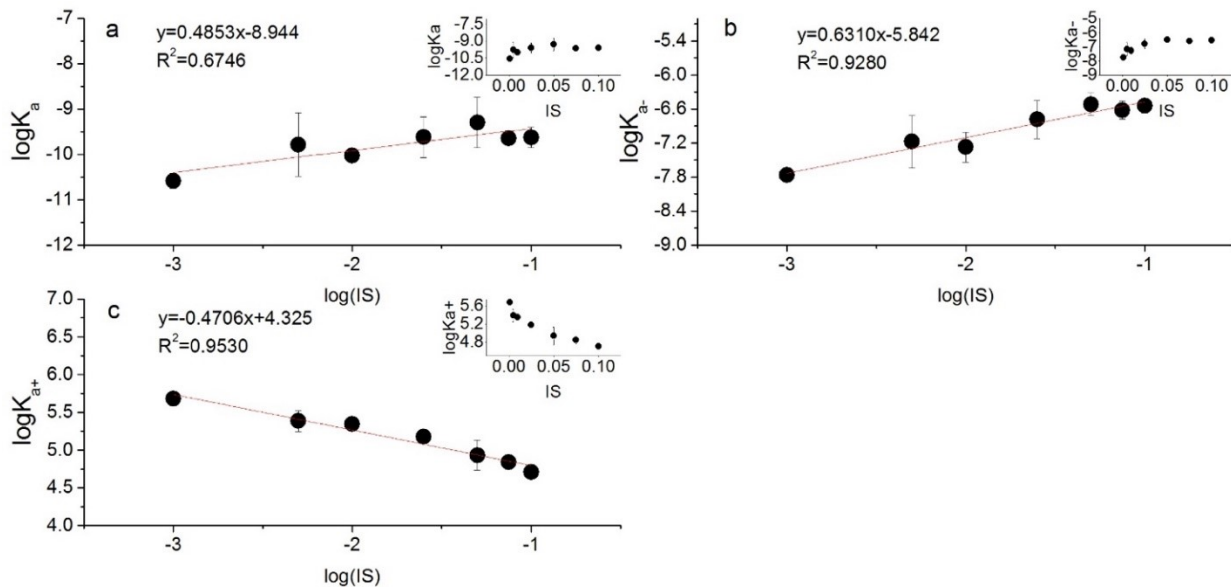 a
y=0.4853x-8.944
R²=0.6746
logKₐ
-7
-8
-9
-10
-11
-12
-3
-2
-1
log(IS)
logKa
-7.5
-9.0
-10.5
-12.0
0.00 0.05 0.10
IS
b
y=0.6310x-5.842
R²=0.9280
logKₐ₋
-5.4
-6.0
-6.6
-7.2
-7.8
-8.4
-9.0
-3
-2
-1
log(IS)
logKa-
-5
-6
-7
-8
-9
0.00 0.05 0.10
IS
c
y=-0.4706x+4.325
R²=0.9530
logKₐ₊
7.0
6.5
6.0
5.5
5.0
4.5
4.0
-3
-2
-1
log(IS)
logKa+
5.6
5.2
4.8
0.00 0.05 0.10
IS